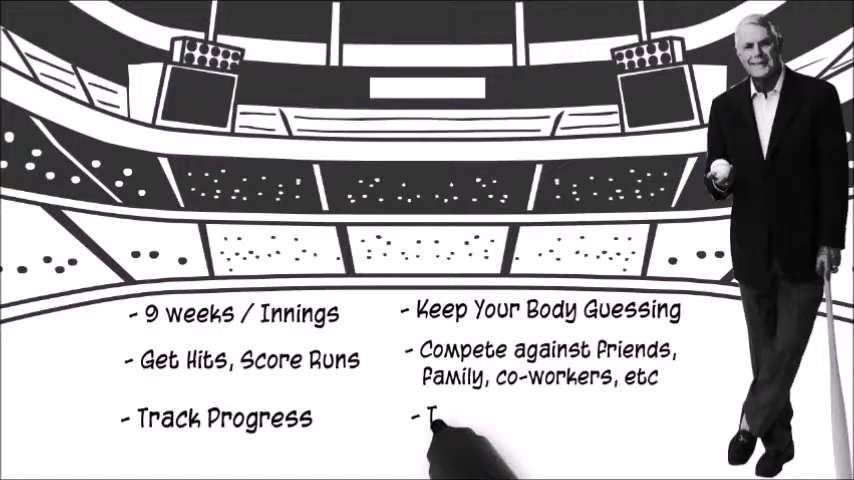 - 9 weeks / Innings
- Get Hits, Score Runs
- Track Progress
- Keep Your Body Guessing
- Compete against friends,
family, co-workers, etc
-